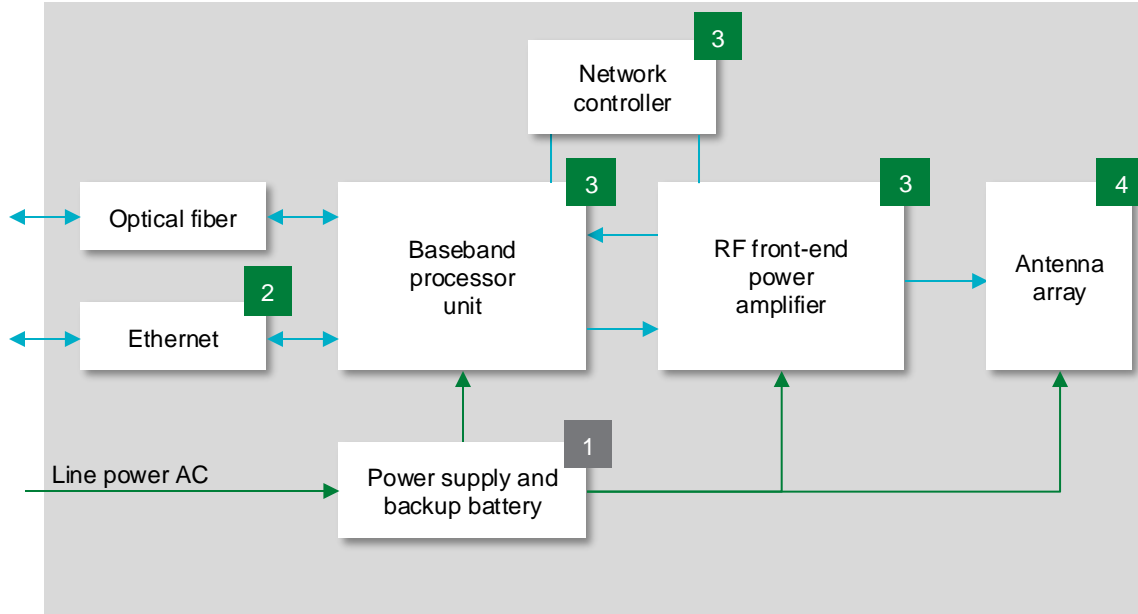 3
Network
controller
3
3
4
Optical fiber
Baseband
processor
unit
RF front-end
power
amplifier
Antenna
array
2
Ethernet
1
Line power AC
Power supply and
backup battery